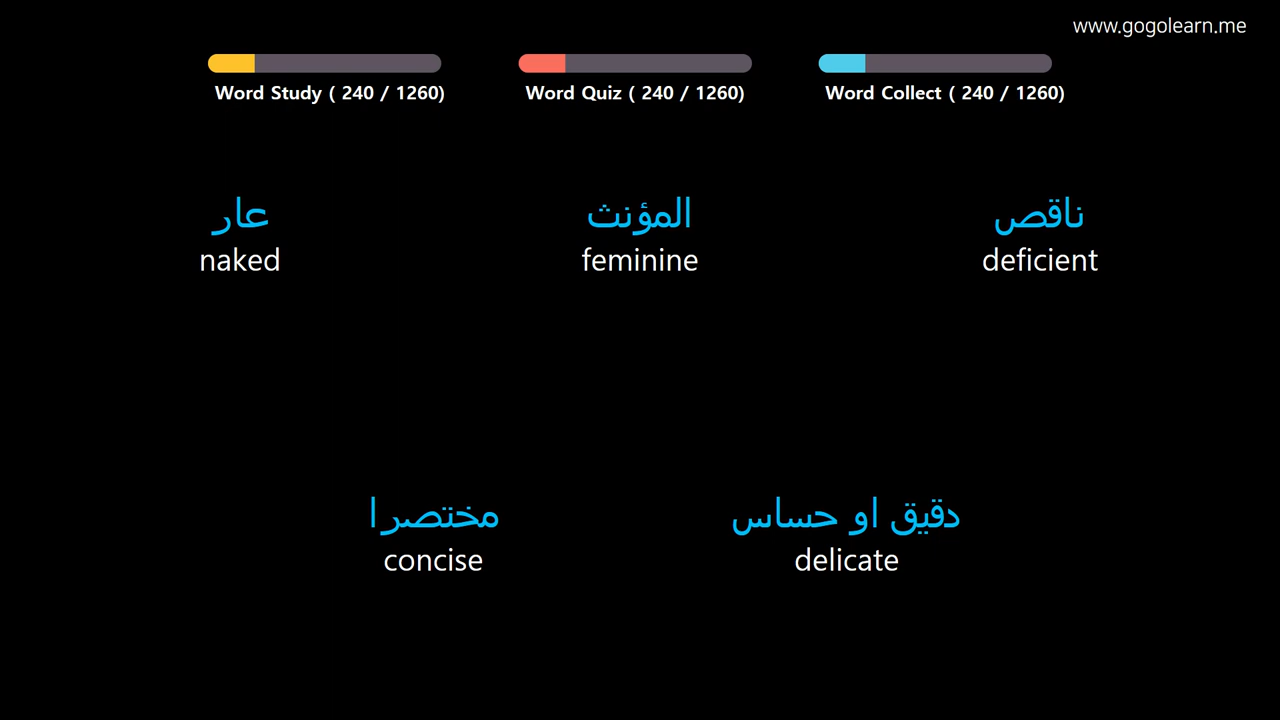 www.gogolearn.me
Word Study ( 240 / 1260)
Word Quiz ( 240 / 1260)
Word Collect ( 240 / 1260)
عار
naked
المؤنث
feminine
ناقص
deficient
مختصر ا
concise
دقيق او حساس
delicate